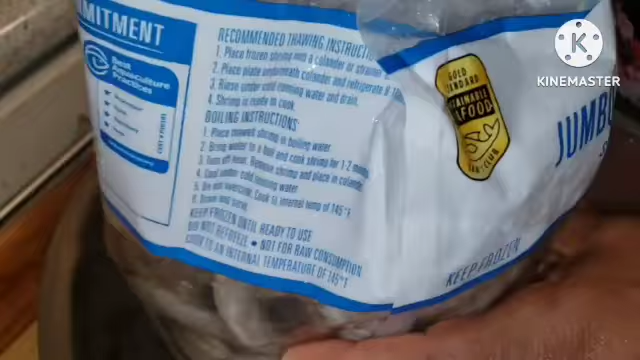 MITMENT
Best
Aquaculture
Practices
RECOMMENDED THAWING INSTRUCTI
1. Place frozen shrimp in a colander or strainer
2. Place plate underneath colander and refrigerate 8
3. Rinse under cold running water and drain.
4. Shrimp is ready to cook.
BOILING INSTRUCTIONS:
1. Place thawed shrimp in boiling water.
2. Bring water to a boil and cook shrimp for 1-2 minu
3. Turn off heat. Remove shrimp and place in colande
4. Cool under cold running water.
5. Do not overcook. Cook to internal temp of 145°F
6. Drain and serve.
KEEP FROZEN UNTIL READY TO USE
DO NOT REFREEZE • NOT FOR RAW CONSUMPTION
COOK TO AN INTERNAL TEMPERATURE OF 145°F
GOLD
STANDARD
SUSTAINABLE
SEAFOOD
JUMB
KEEP FROZEN
KINEMASTER